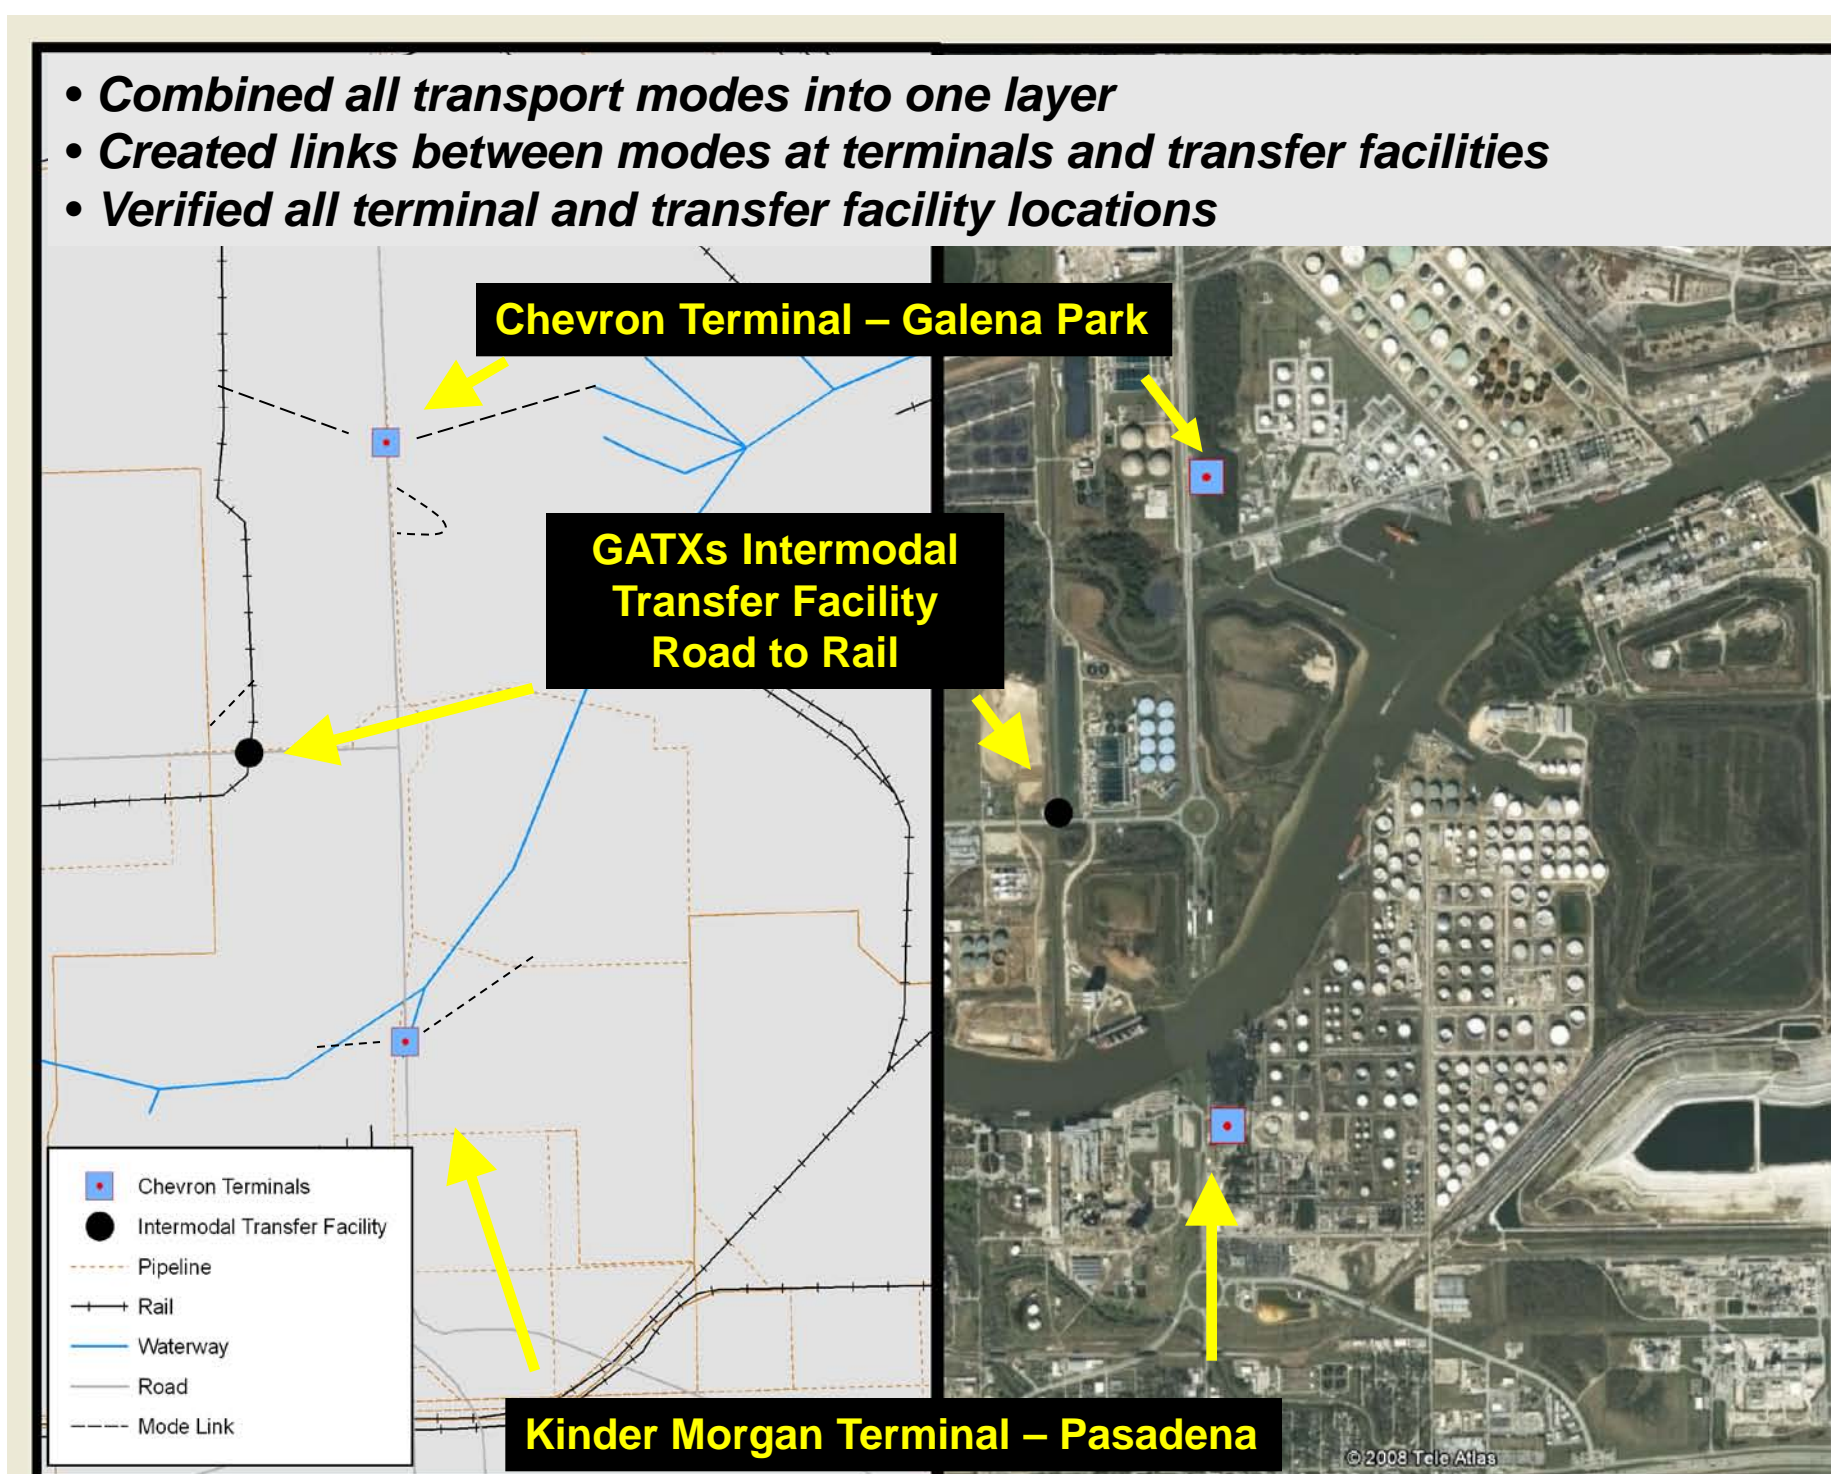 • Combined all transport modes into one layer
• Created links between modes at terminals and transfer facilities
• Verified all terminal and transfer facility locations
Chevron Terminal – Galena Park
GATXs Intermodal
Transfer Facility
Road to Rail
Chevron Terminals
Intermodal Transfer Facility
Pipeline
Rail
Waterway
Road
Mode Link
Kinder Morgan Terminal – Pasadena
© 2008 Tele Atlas